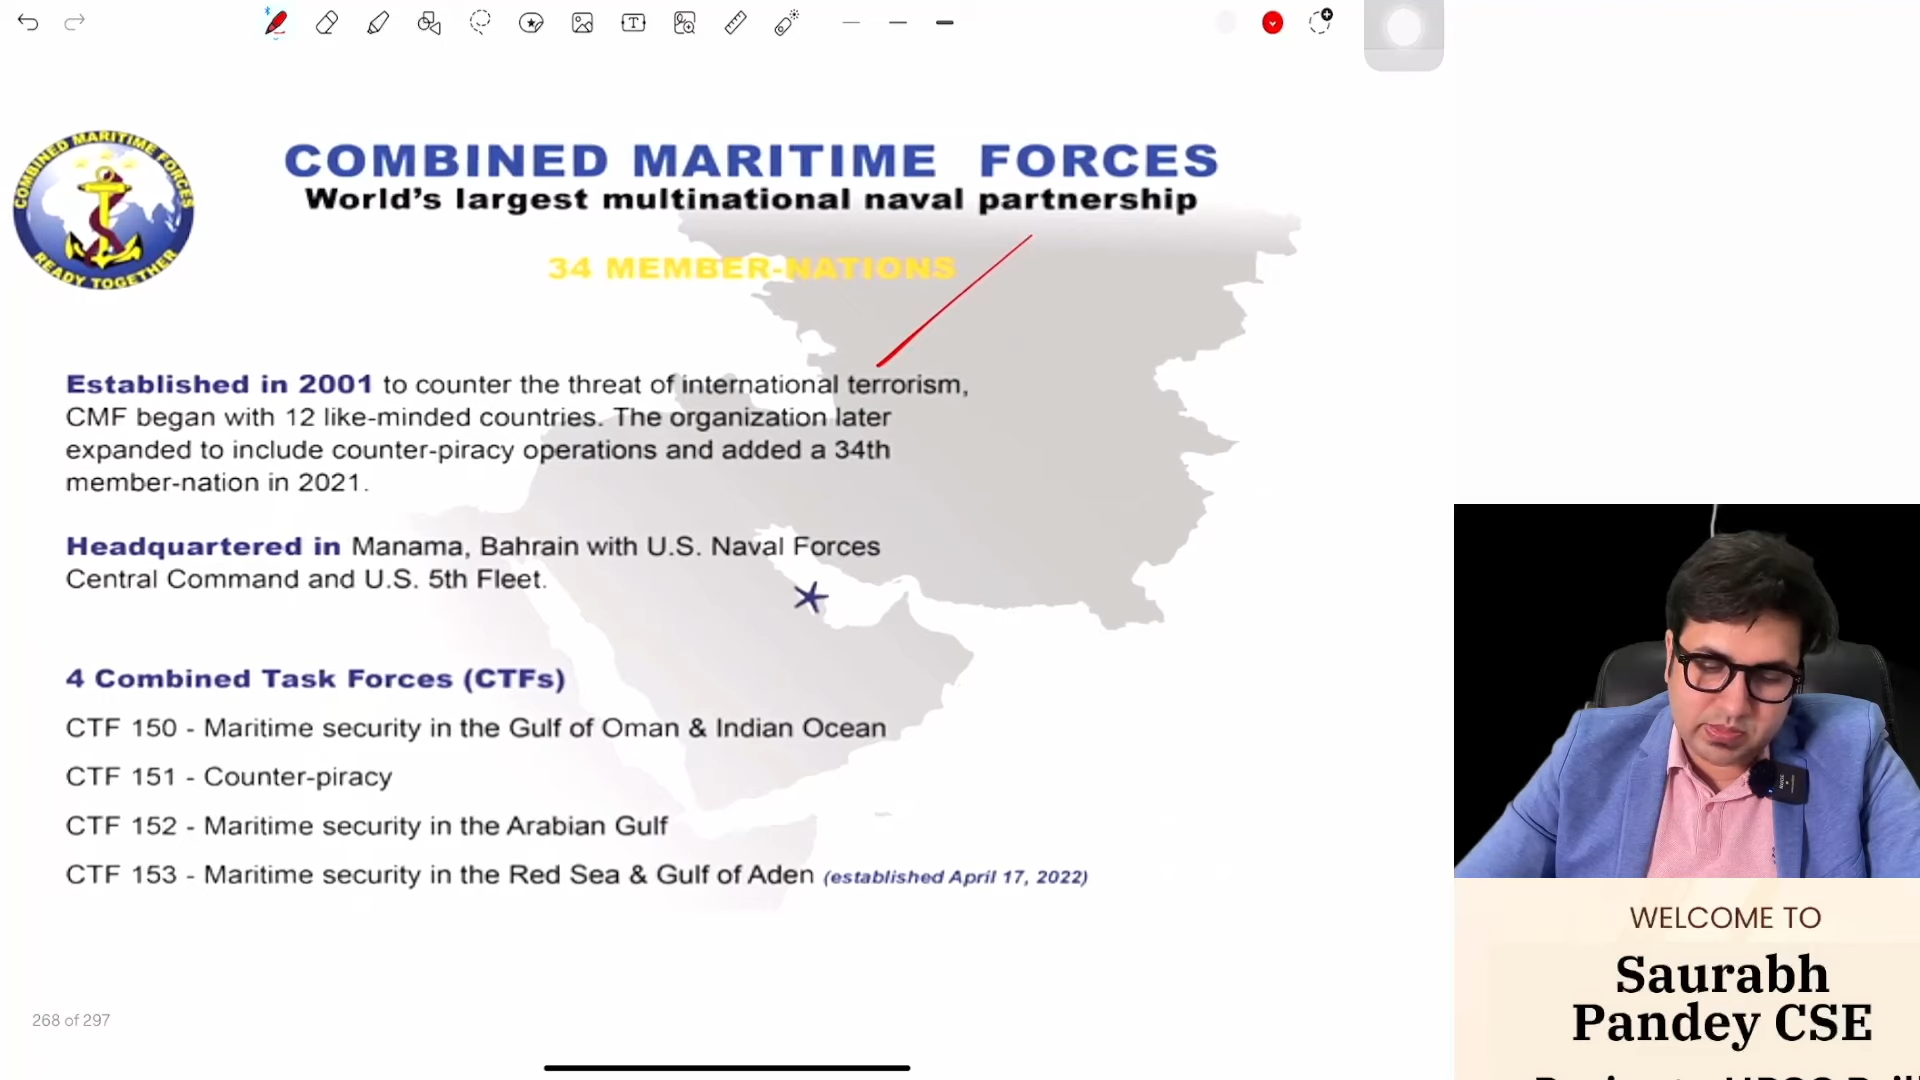 COMBINED MARITIME FORCES
READY TOGETHER
COMBINED MARITIME FORCES
World's largest multinational naval partnership
34 MEMBER-NATIONS
Established in 2001 to counter the threat of international terrorism,
CMF began with 12 like-minded countries. The organization later
expanded to include counter-piracy operations and added a 34th
member-nation in 2021.
Headquartered in Manama, Bahrain with U.S. Naval Forces
Central Command and U.S. 5th Fleet.
4 Combined Task Forces (CTFs)
CTF 150 - Maritime security in the Gulf of Oman & Indian Ocean
CTF 151 - Counter-piracy
CTF 152 - Maritime security in the Arabian Gulf
CTF 153 - Maritime security in the Red Sea & Gulf of Aden (established April 17, 2022)
268 of 297
WELCOME TO
Saurabh
Pandey CSE